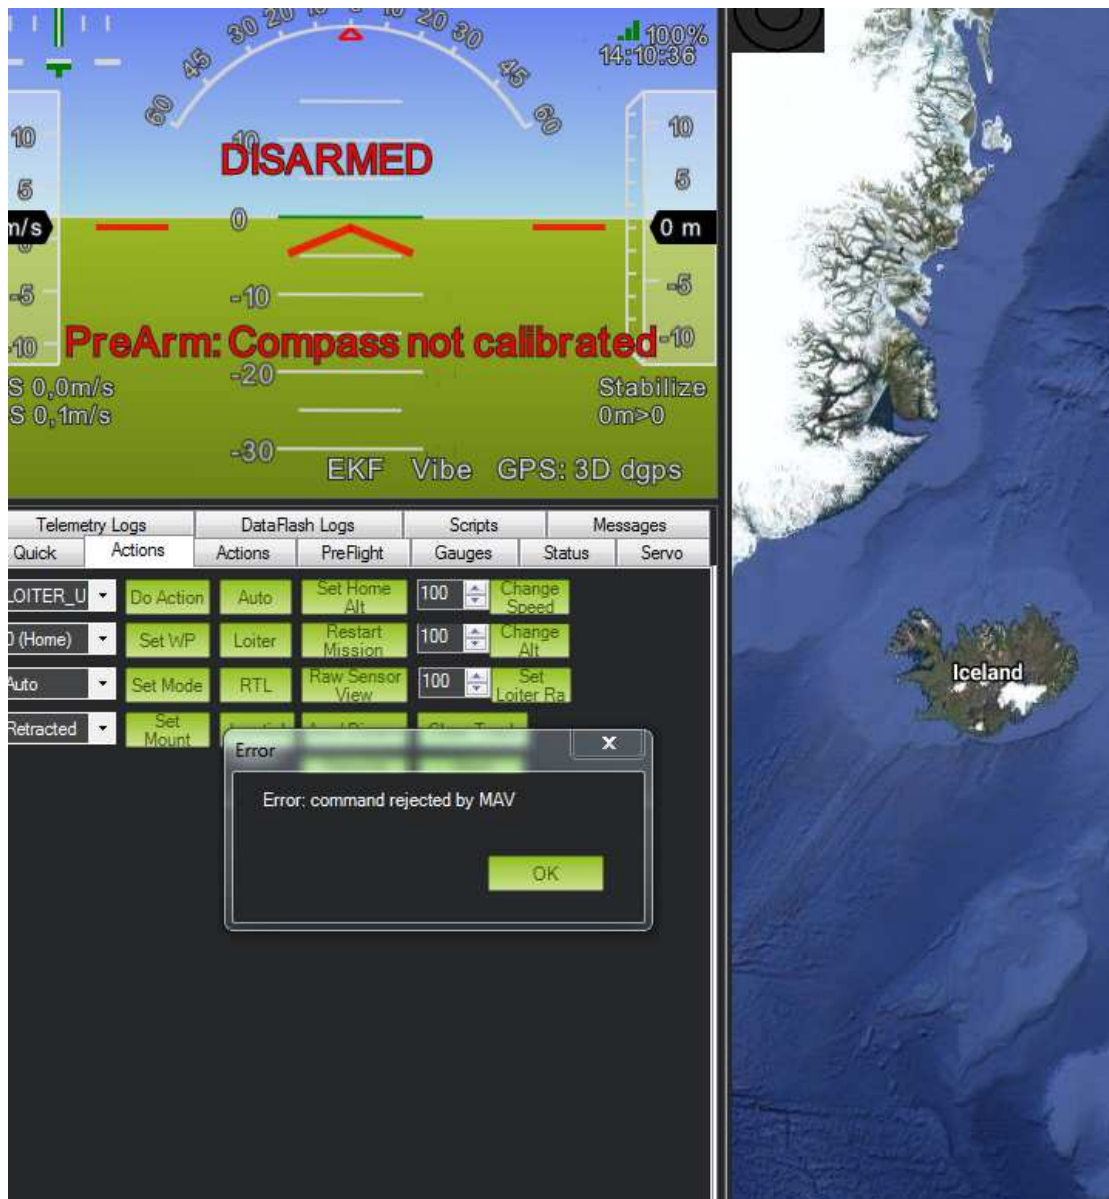 30 20 10 0 10 20 30
45 45
60 60
100%
14:10:36
10 10 10
DISARMED
5 5
m/s 0 0 m
-5 -10 -5
-10 PreArm: Compass not calibrated -10
-20
S 0,0m/s Stabilize
S 0,1m/s 0m>0
-30
EKF Vibe GPS: 3D dgps
Telemetry Logs DataFlash Logs Scripts Messages
Quick Actions Actions PreFlight Gauges Status Servo
LOITER_U Do Action Auto Set Home Alt 100 Change Speed
0 (Home) Set WP Loiter Restart Mission 100 Change Alt
Auto Set Mode RTL Raw Sensor View 100 Set Loiter Ra
Retracted Set Mount
Error X
Error: command rejected by MAV
OK
Iceland